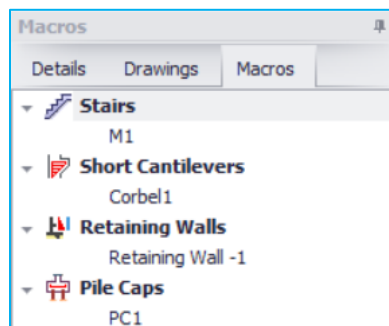 Macros
Details Drawings Macros
Stairs
M1
Short Cantilevers
Corbel1
Retaining Walls
Retaining Wall -1
Pile Caps
PC1